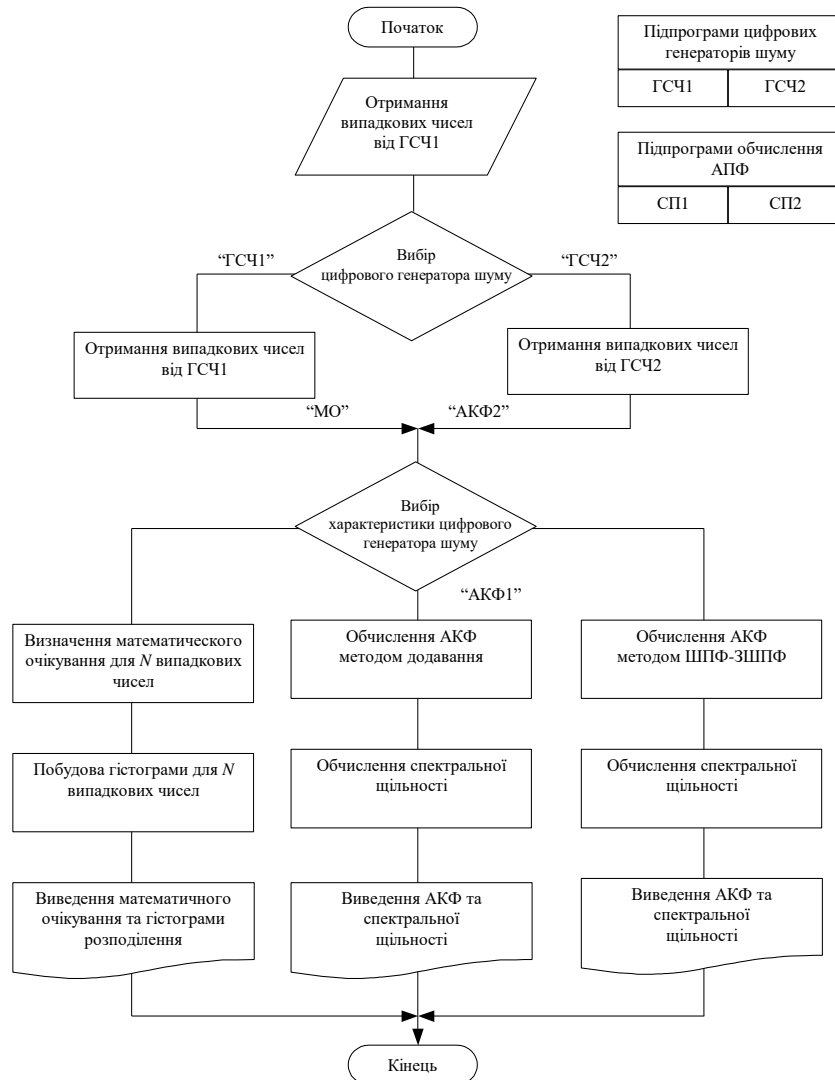 Початок
Підпрограми цифрових
генераторів шуму
ГСЧ1
ГСЧ2
Отримання
випадкових чисел
від ГСЧ1
Підпрограми обчислення
АПФ
СП1
СП2
Вибір
цифрового генератора шуму
“ГСЧ1”
“ГСЧ2”
Отримання випадкових чисел
від ГСЧ1
Отримання випадкових чисел
від ГСЧ2
“МО”
“АКФ2”
Вибір
характеристики цифрового
генератора шуму
“АКФ1”
Визначення математического
очікування для N випадкових
чисел
Обчислення АКФ
методом додавання
Обчислення АКФ
методом ШПФ-ЗШПФ
Побудова гістограми для N
випадкових чисел
Обчислення спектральної
щільності
Обчислення спектральної
щільності
Виведення математичного
очікування та гістограми
розподілення
Виведення АКФ та
спектральної
щільності
Виведення АКФ та
спектральної
щільності
Кінець